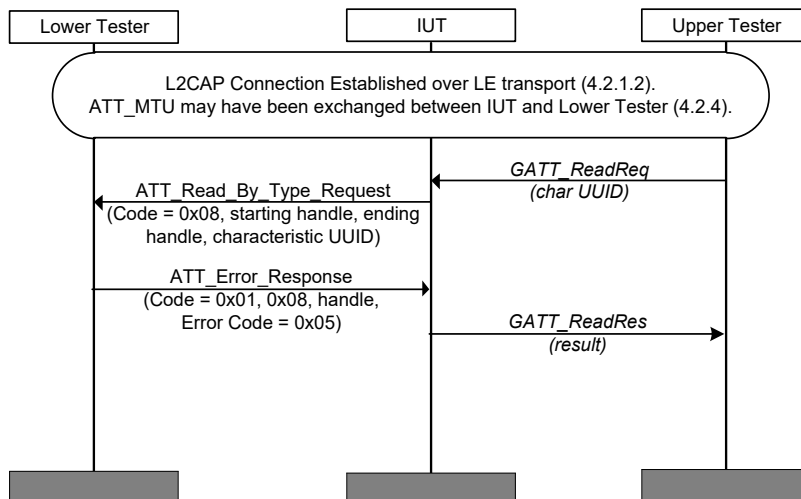 Lower Tester
IUT
Upper Tester
L2CAP Connection Established over LE transport (4.2.1.2).
ATT_MTU may have been exchanged between IUT and Lower Tester (4.2.4).
GATT_ReadReq
(char UUID)
ATT_Read_By_Type_Request
(Code = 0x08, starting handle, ending
handle, characteristic UUID)
ATT_Error_Response
(Code = 0x01, 0x08, handle,
Error Code = 0x05)
GATT_ReadRes
(result)